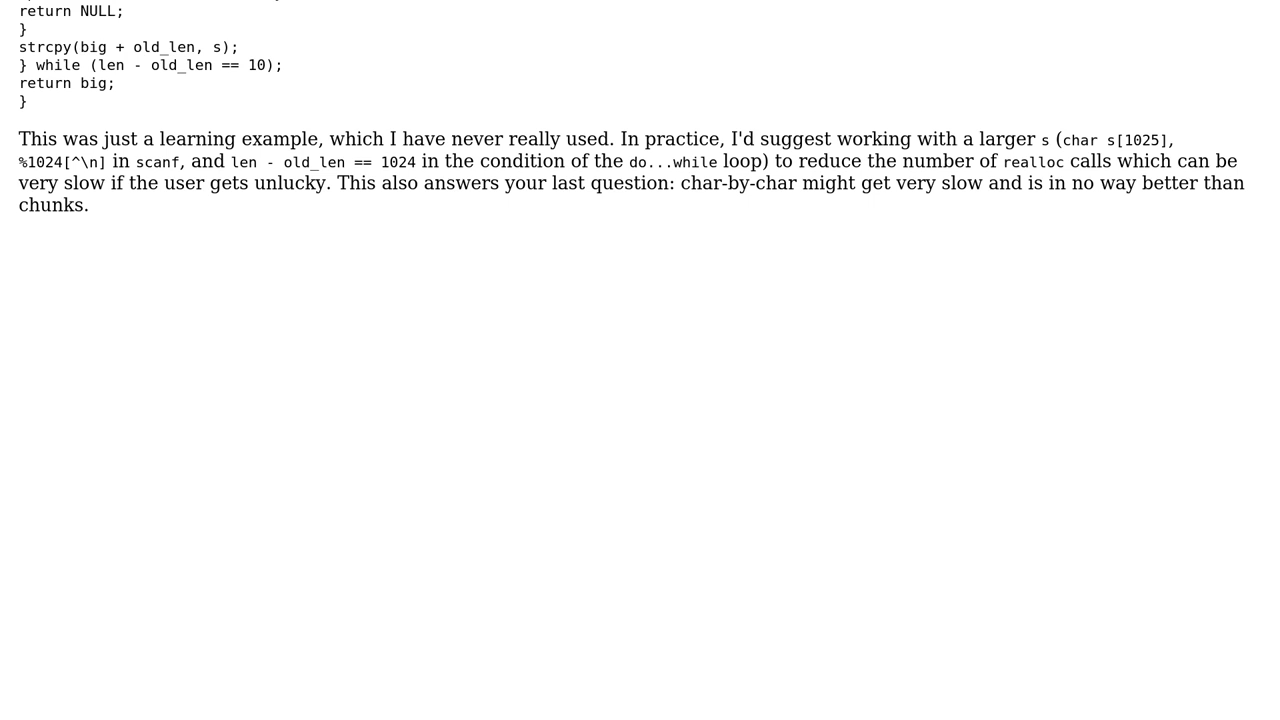 return NULL;
}
strcpy(big + old_len, s);
} while (len - old_len == 10);
return big;
}
This was just a learning example, which I have never really used. In practice, I'd suggest working with a larger s (char s[1025],
%1024[^\n] in scanf, and len - old_len == 1024 in the condition of the do...while loop) to reduce the number of realloc calls which can be
very slow if the user gets unlucky. This also answers your last question: char-by-char might get very slow and is in no way better than
chunks.